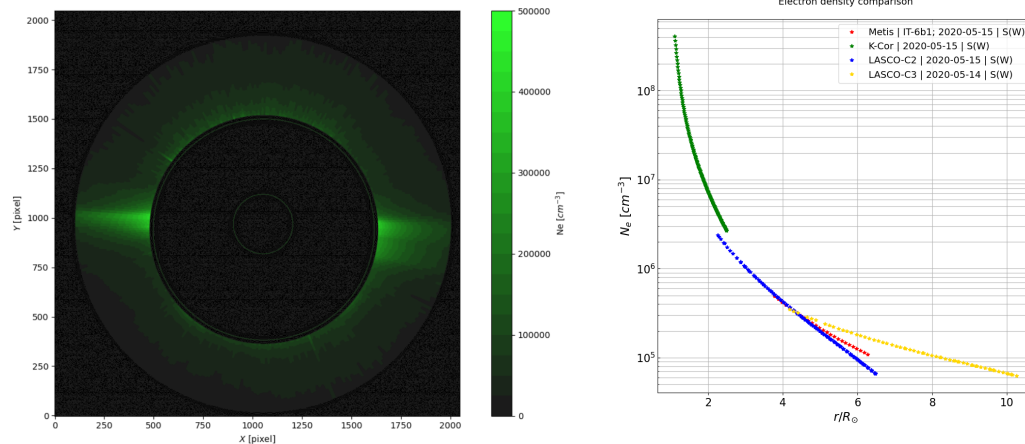 2000
1750
1500
1250
1000
750
500
250
0
Y [pixel]
0 250 500 750 1000 1250 1500 1750 2000
X [pixel]
500000
400000
300000
200000
100000
0
Ne [cm⁻³]
Electron density comparison
Metis | IT-6b1; 2020-05-15 | S(W)
K-Cor | 2020-05-15 | S(W)
LASCO-C2 | 2020-05-15 | S(W)
LASCO-C3 | 2020-05-14 | S(W)
10⁸
10⁷
10⁶
10⁵
Nₑ [cm⁻³]
2 4 6 8 10
r/R☉